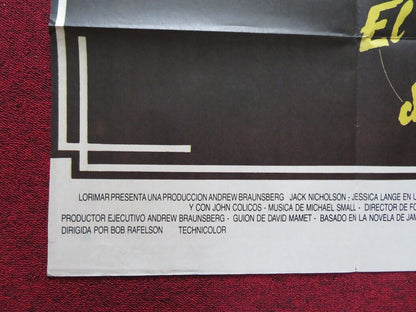 El
d
LORIMAR PRESENTA UNA PRODUCCION ANDREW BRAUNSBERG JACK NICHOLSON - JESSICA LANGE EN U
Y CON JOHN COLICOS - MUSICA DE MICHAEL SMALL - DIRECTOR DE FO
PRODUCTOR EJECUTIVO ANDREW BRAUNSBERG - GUION DE DAVID MAMET - BASADO EN LA NOVELA DE JAM
DIRIGIDA POR BOB RAFELSON TECHNICOLOR